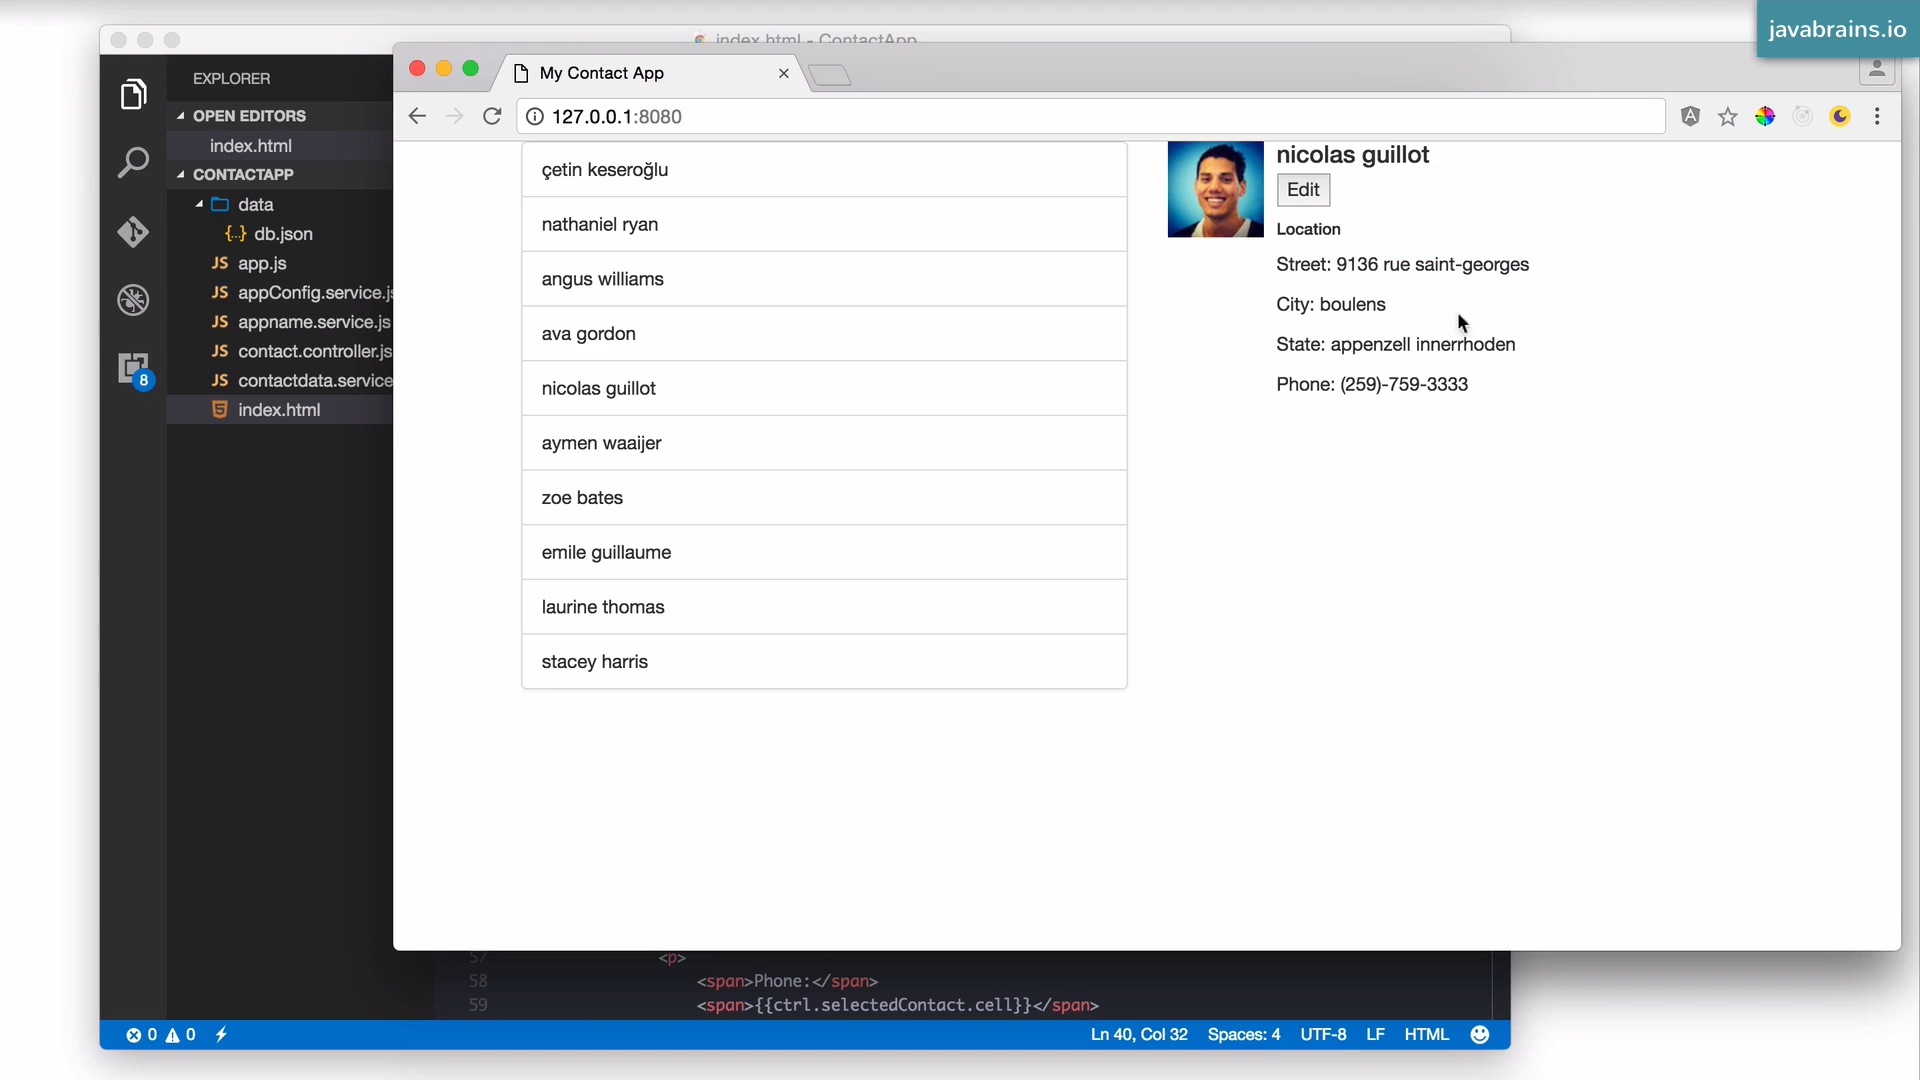 javabrains.io
index.html - ContactApp
My Contact App
127.0.0.1:8080
EXPLORER
OPEN EDITORS
index.html
CONTACTAPP
data
{..} db.json
JS app.js
JS appConfig.service.js
JS appname.service.js
JS contact.controller.js
JS contactdata.service
index.html
8
çetin keseroğlu
nathaniel ryan
angus williams
ava gordon
nicolas guillot
aymen waaijer
zoe bates
emile guillaume
laurine thomas
stacey harris
nicolas guillot
Edit
Location
Street: 9136 rue saint-georges
City: boulens
State: appenzell innerrhoden
Phone: (259)-759-3333
57 <p>
58 <span>Phone:</span>
59 <span>{{ctrl.selectedContact.cell}}</span>
0 0
Ln 40, Col 32 Spaces: 4 UTF-8 LF HTML